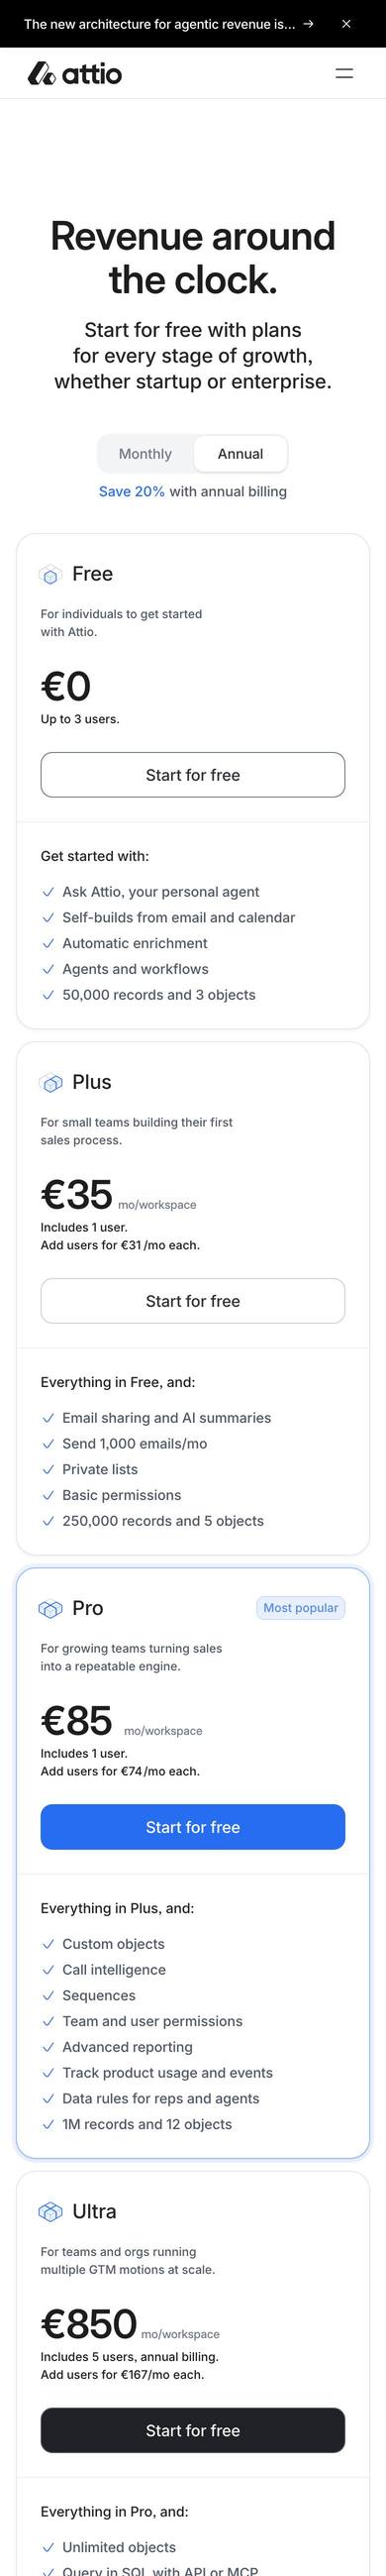 The new architecture for agentic revenue is...
attio
Revenue around
the clock.
Start for free with plans
for every stage of growth,
whether startup or enterprise.
Monthly Annual
Save 20% with annual billing
Free
For individuals to get started
with Attio.
€0
Up to 3 users.
Start for free
Get started with:
Ask Attio, your personal agent
Self-builds from email and calendar
Automatic enrichment
Agents and workflows
50,000 records and 3 objects
Plus
For small teams building their first
sales process.
€35 mo/workspace
Includes 1 user.
Add users for €31/mo each.
Start for free
Everything in Free, and:
Email sharing and AI summaries
Send 1,000 emails/mo
Private lists
Basic permissions
250,000 records and 5 objects
Pro Most popular
For growing teams turning sales
into a repeatable engine.
€85 mo/workspace
Includes 1 user.
Add users for €74/mo each.
Start for free
Everything in Plus, and:
Custom objects
Call intelligence
Sequences
Team and user permissions
Advanced reporting
Track product usage and events
Data rules for reps and agents
1M records and 12 objects
Ultra
For teams and orgs running
multiple GTM motions at scale.
€850 mo/workspace
Includes 5 users, annual billing.
Add users for €167/mo each.
Start for free
Everything in Pro, and:
Unlimited objects
Query in SQL with API or MCP